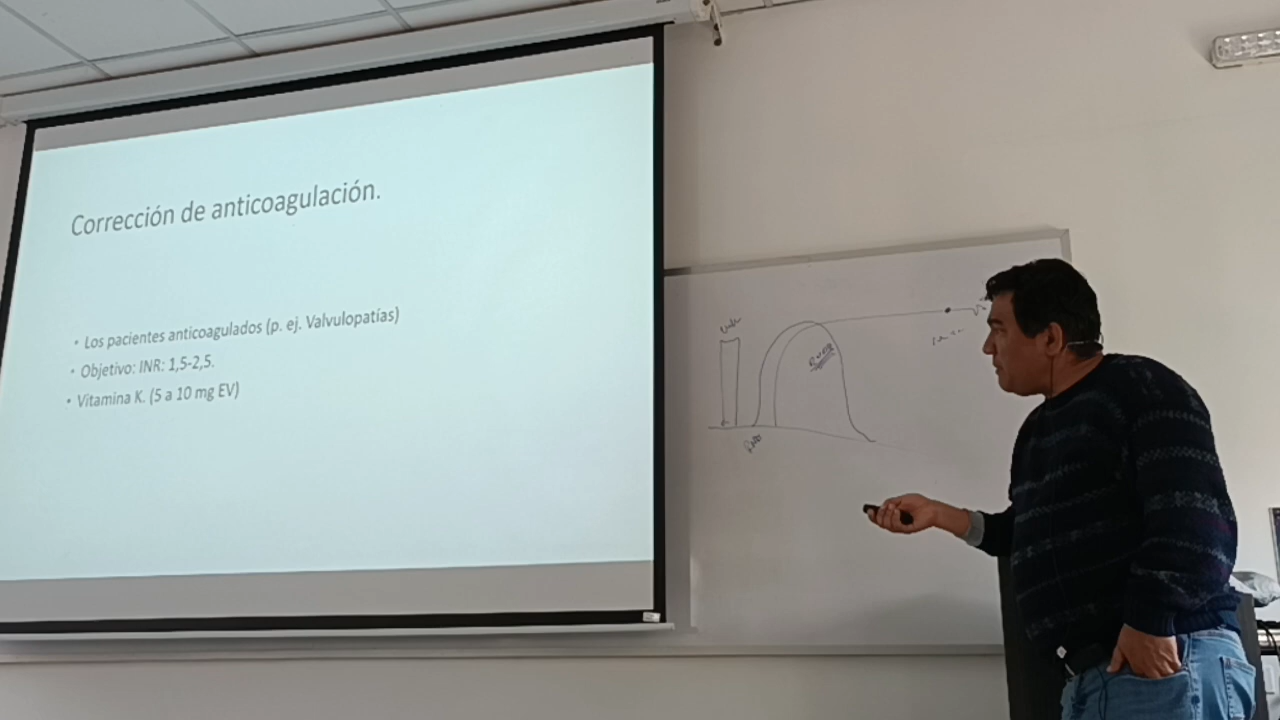 Corrección de anticoagulación.
• Los pacientes anticoagulados (p. ej. Valvulopatías)
• Objetivo: INR: 1,5-2,5.
• Vitamina K. (5 a 10 mg EV)